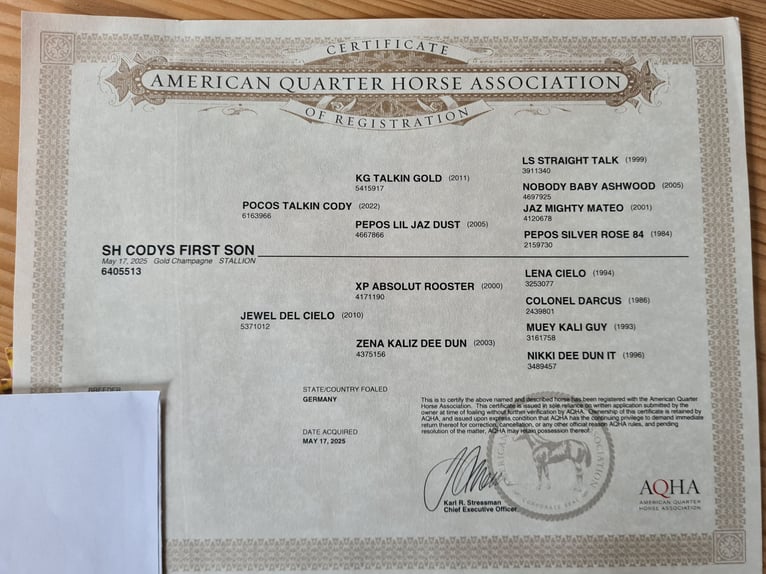 CERTIFICATE
AMERICAN QUARTER HORSE ASSOCIATION
OF REGISTRATION
LS STRAIGHT TALK (1999)
3911340
KG TALKIN GOLD (2011)
5415917
NOBODY BABY ASHWOOD (2005)
4697925
POCOS TALKIN CODY (2022)
6163966
JAZ MIGHTY MATEO (2001)
4120678
PEPOS LIL JAZ DUST (2005)
4667866
PEPOS SILVER ROSE 84 (1984)
2159730
SH CODYS FIRST SON
May 17, 2025 Gold Champagne STALLION
6405513
LENA CIELO (1994)
3253077
XP ABSOLUT ROOSTER (2000)
4171190
COLONEL DARCUS (1986)
2439801
JEWEL DEL CIELO (2010)
5371012
MUEY KALI GUY (1993)
3161758
ZENA KALIZ DEE DUN (2003)
4375156
NIKKI DEE DUN IT (1996)
3489457
BREEDER
STATE/COUNTRY FOALED
GERMANY
DATE ACQUIRED
MAY 17, 2025
This is to certify the above named and described horse has been registered with the American Quarter
Horse Association. This certificate is issued in sole reliance on written application submitted by the
owner at time of foaling without further verification by AQHA. Ownership of this certificate is retained by
AQHA, and issued upon express condition that AQHA has the continuing privilege to demand immediate
return thereof for correction, cancellation, or any other official reason AQHA rules, and pending
resolution of the matter, AQHA may retain possession thereof.
Karl R. Stressman
Chief Executive Officer
CORPORATE SEAL
AQHA
AMERICAN QUARTER
HORSE ASSOCIATION